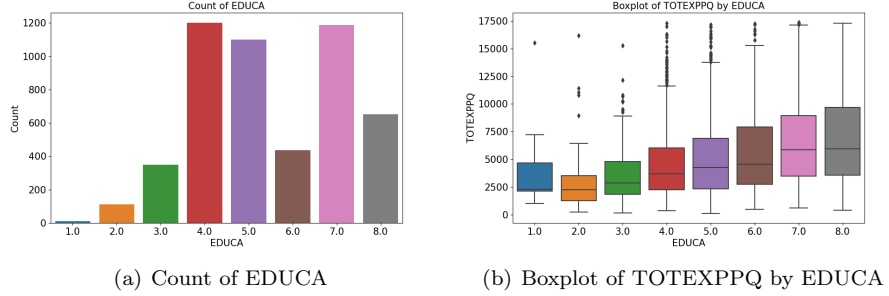 Count of EDUCA
Count
1200
1000
800
600
400
200
0
1.0 2.0 3.0 4.0 5.0 6.0 7.0 8.0
EDUCA
(a) Count of EDUCA
Boxplot of TOTEXPPQ by EDUCA
TOTEXPPQ
17500
15000
12500
10000
7500
5000
2500
0
1.0 2.0 3.0 4.0 5.0 6.0 7.0 8.0
EDUCA
(b) Boxplot of TOTEXPPQ by EDUCA